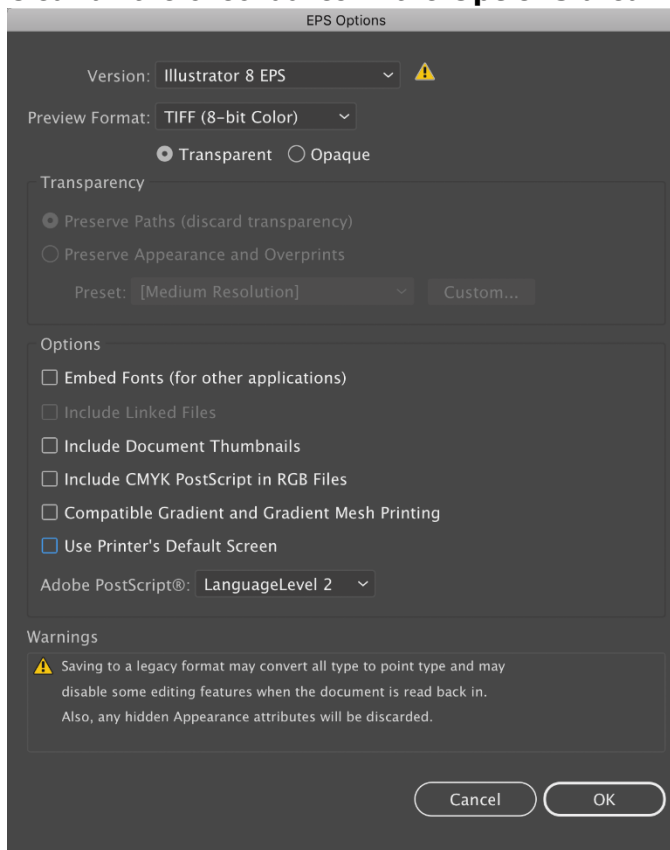 EPS Options
Version: Illustrator 8 EPS
Preview Format: TIFF (8-bit Color)
Transparent Opaque
Transparency
Preserve Paths (discard transparency)
Preserve Appearance and Overprints
Preset: [Medium Resolution] Custom...
Options
Embed Fonts (for other applications)
Include Linked Files
Include Document Thumbnails
Include CMYK PostScript in RGB Files
Compatible Gradient and Gradient Mesh Printing
Use Printer's Default Screen
Adobe PostScript®: LanguageLevel 2
Warnings
Saving to a legacy format may convert all type to point type and may
disable some editing features when the document is read back in.
Also, any hidden Appearance attributes will be discarded.
Cancel OK